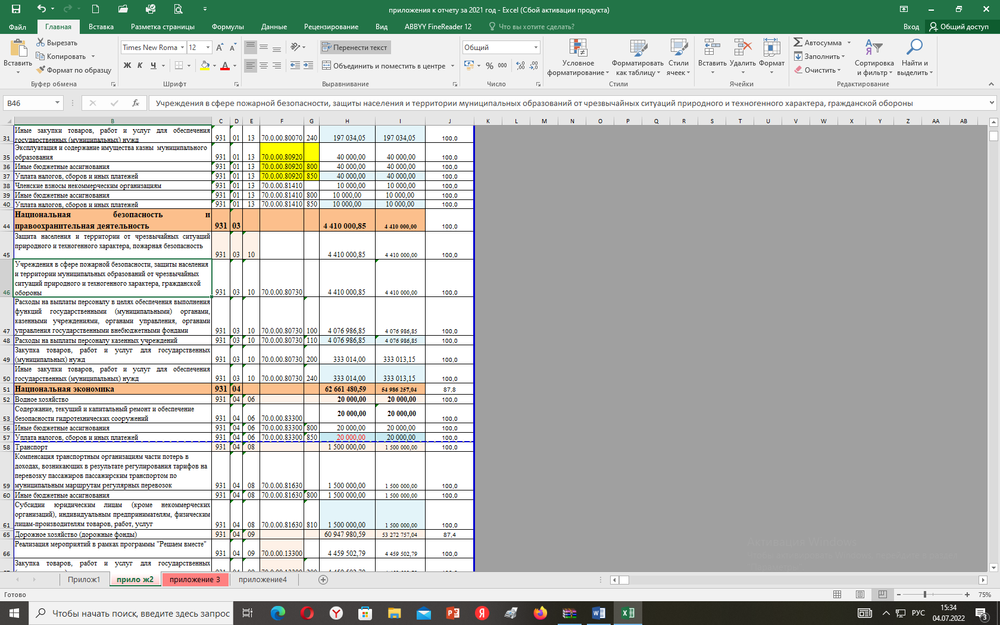 приложения к отчету за 2021 год - Excel (Сбой активации продукта)
Файл Главная Вставка Разметка страницы Формулы Данные Рецензирование Вид ABBYY FineReader 12 Что вы хотите сделать? Вход Общий доступ
Вставить Вырезать Копировать Формат по образцу
Times New Roma 12
Ж К Ч
Перенести текст
Объединить и поместить в центре
Общий
% 000
Условное форматирование Форматировать как таблицу Стили ячеек
Вставить Удалить Формат
Автосумма Заполнить Очистить
Сортировка и фильтр Найти и выделить
Буфер обмена Шрифт Выравнивание Число Стили Ячейки Редактирование
B46 fx Учреждения в сфере пожарной безопасности, защиты населения и территории муниципальных образований от чрезвычайных ситуаций природного и техногенного характера, гражданской обороны
B C D E F G H I J K L M N O P Q R S T U V W X Y Z AA AB
Иные закупки товаров, работ и услуг для обеспечения
31 государственных (муниципальных) нужд 931 01 13 70.0.00.80070 240 197 034,05 197 034,05 100,0
Эксплуатация и содержание имущества казны муниципального
35 образования 931 01 13 70.0.00.80920 40 000,00 40 000,00 100,0
36 Иные бюджетные ассигнования 931 01 13 70.0.00.80920 800 40 000,00 40 000,00 100,0
37 Уплата налогов, сборов и иных платежей 931 01 13 70.0.00.80920 850 40 000,00 40 000,00 100,0
38 Членские взносы некоммерческим организациям 931 01 13 70.0.00.81410 10 000,00 10 000,00 100,0
39 Иные бюджетные ассигнования 931 01 13 70.0.00.81410 800 10 000,00 10 000,00 100,0
40 Уплата налогов, сборов и иных платежей 931 01 13 70.0.00.81410 850 10 000,00 10 000,00 100,0
Национальная безопасность и
44 правоохранительная деятельность 931 03 4 410 000,85 4 410 000,00 100,0
Защита населения и территории от чрезвычайных ситуаций
природного и техногенного характера, пожарная безопасность
45 931 03 10 4 410 000,85 4 410 000,00 100,0
Учреждения в сфере пожарной безопасности, защиты населения
и территории муниципальных образований от чрезвычайных
ситуаций природного и техногенного характера, гражданской
46 обороны 931 03 10 70.0.00.80730 4 410 000,85 4 410 000,00 100,0
Расходы на выплаты персоналу в целях обеспечения выполнения
функций государственными (муниципальными) органами,
казенными учреждениями, органами управления, органами
47 управления государственными внебюджетными фондами 931 03 10 70.0.00.80730 100 4 076 986,85 4 076 986,85 100,0
48 Расходы на выплаты персоналу казенных учреждений 931 03 10 70.0.00.80730 110 4 076 986,85 4 076 986,85 100,0
Закупка товаров, работ и услуг для государственных
49 (муниципальных) нужд 931 03 10 70.0.00.80730 200 333 014,00 333 013,15 100,0
Иные закупки товаров, работ и услуг для обеспечения
50 государственных (муниципальных) нужд 931 03 10 70.0.00.80730 240 333 014,00 333 013,15 100,0
51 Национальная экономика 931 04 62 661 480,59 54 986 257,04 87,8
52 Водное хозяйство 931 04 06 20 000,00 20 000,00 100,0
Содержание, текущий и капитальный ремонт и обеспечение
53 безопасности гидротехнических сооружений 931 04 06 70.0.00.83300 20 000,00 20 000,00 100,0
56 Иные бюджетные ассигнования 931 04 06 70.0.00.83300 800 20 000,00 20 000,00 100,0
57 Уплата налогов, сборов и иных платежей 931 04 06 70.0.00.83300 850 20 000,00 20 000,00 100,0
58 Транспорт 931 04 08 1 500 000,00 1 500 000,00 100,0
Компенсация транспортным организациям части потерь в
доходах, возникающих в результате регулирования тарифов на
перевозку пассажиров пассажирским транспортом по
59 муниципальным маршрутам регулярных перевозок 931 04 08 70.0.00.81630 1 500 000,00 1 500 000,00 100,0
60 Иные бюджетные ассигнования 931 04 08 70.0.00.81630 800 1 500 000,00 1 500 000,00 100,0
Субсидии юридическим лицам (кроме некоммерческих
организаций), индивидуальным предпринимателям, физическим
61 лицам-производителям товаров, работ, услуг 931 04 08 70.0.00.81630 810 1 500 000,00 1 500 000,00 100,0
65 Дорожное хозяйство (дорожные фонды) 931 04 09 60 947 980,59 53 272 757,04 87,4
Реализация мероприятий в рамках программы "Решаем вместе"
66 931 04 09 70.0.00.13300 4 459 502,79 4 459 502,79 100,0
Закупка товаров, работ и услуг для государственных
Активация Windows
Прилож1 прило ж2 приложение 3 приложение4
Готово 75%
Чтобы начать поиск, введите здесь запрос
РУС 15:34
04.07.2022 3